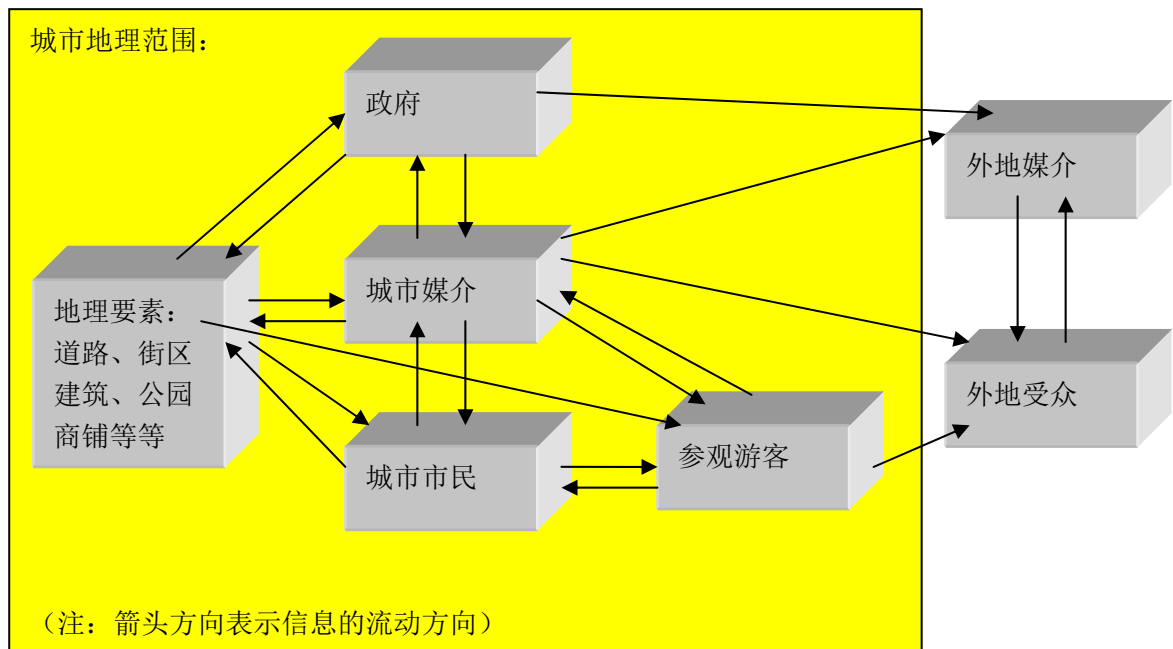 城市地理范围：
政府
外地媒介
城市媒介
地理要素：
道路、街区
建筑、公园
商铺等等
外地受众
参观游客
城市市民
（注：箭头方向表示信息的流动方向）